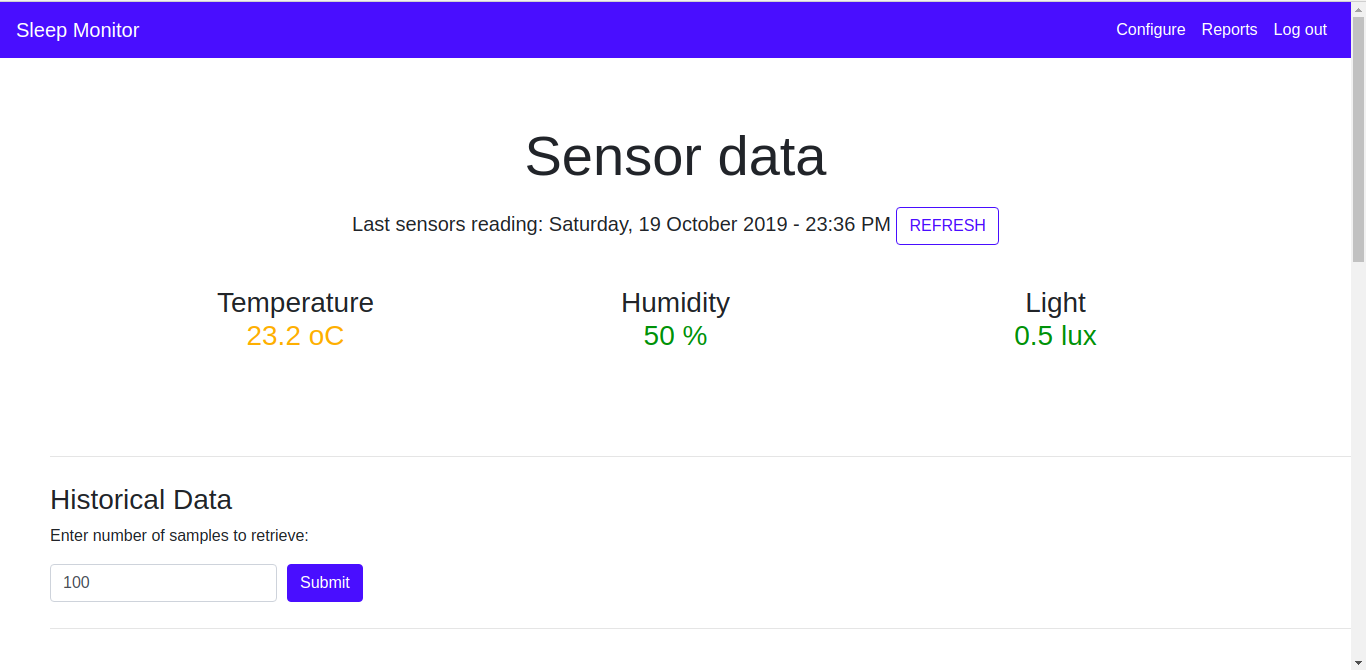 Sleep Monitor Configure Reports Log out
Sensor data
Last sensors reading: Saturday, 19 October 2019 - 23:36 PM REFRESH
Temperature Humidity Light
23.2 oC 50 % 0.5 lux
Historical Data
Enter number of samples to retrieve:
100 Submit